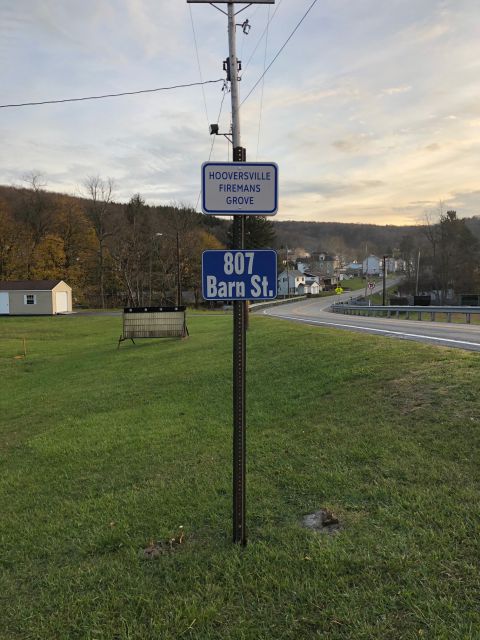 HOOVERSVILLE
FIREMANS
GROVE
807
Barn St.